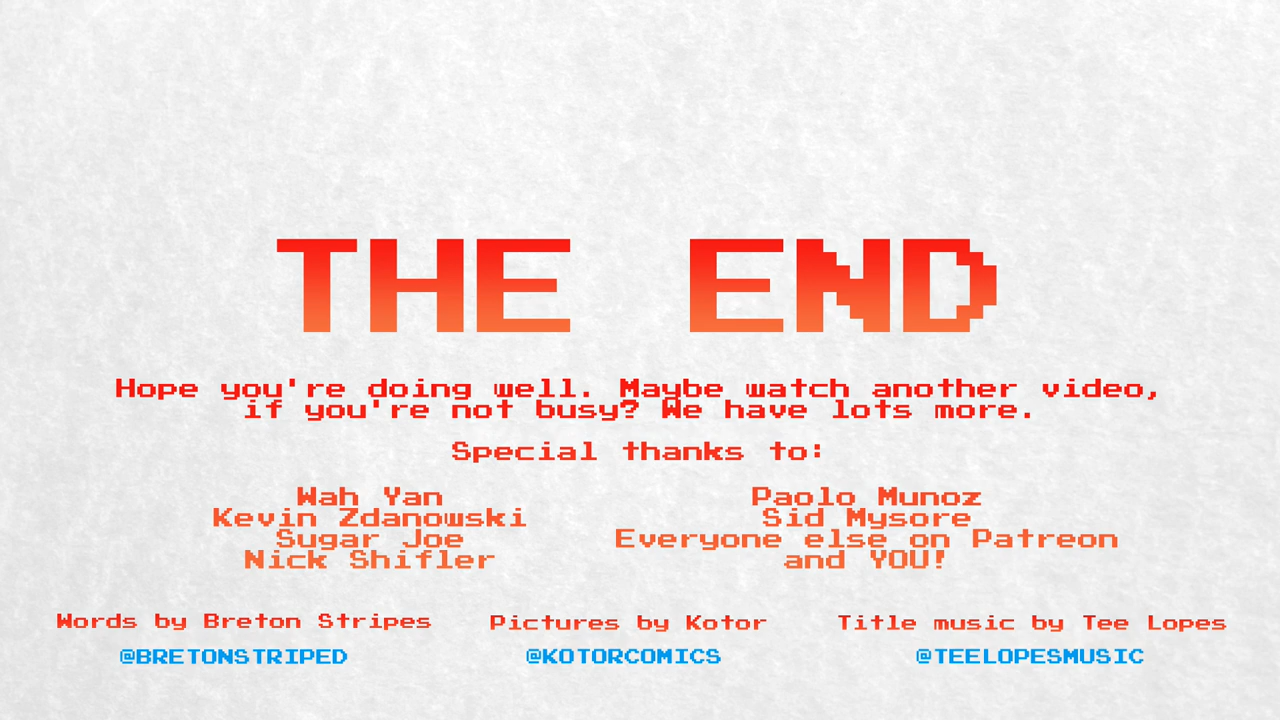 THE END
Hope you're doing well. Maybe watch another video,
if you're not busy? We have lots more.
Special thanks to:
Wah Yan
Kevin Zdanowski
Sugar Joe
Nick Shifler
Paolo Munoz
Sid Mysore
Everyone else on Patreon
and YOU!
Words by Breton Stripes
@BRETONSTRIPED
Pictures by Kotor
@KOTORCOMICS
Title music by Tee Lopes
@TEELOPESMUSIC